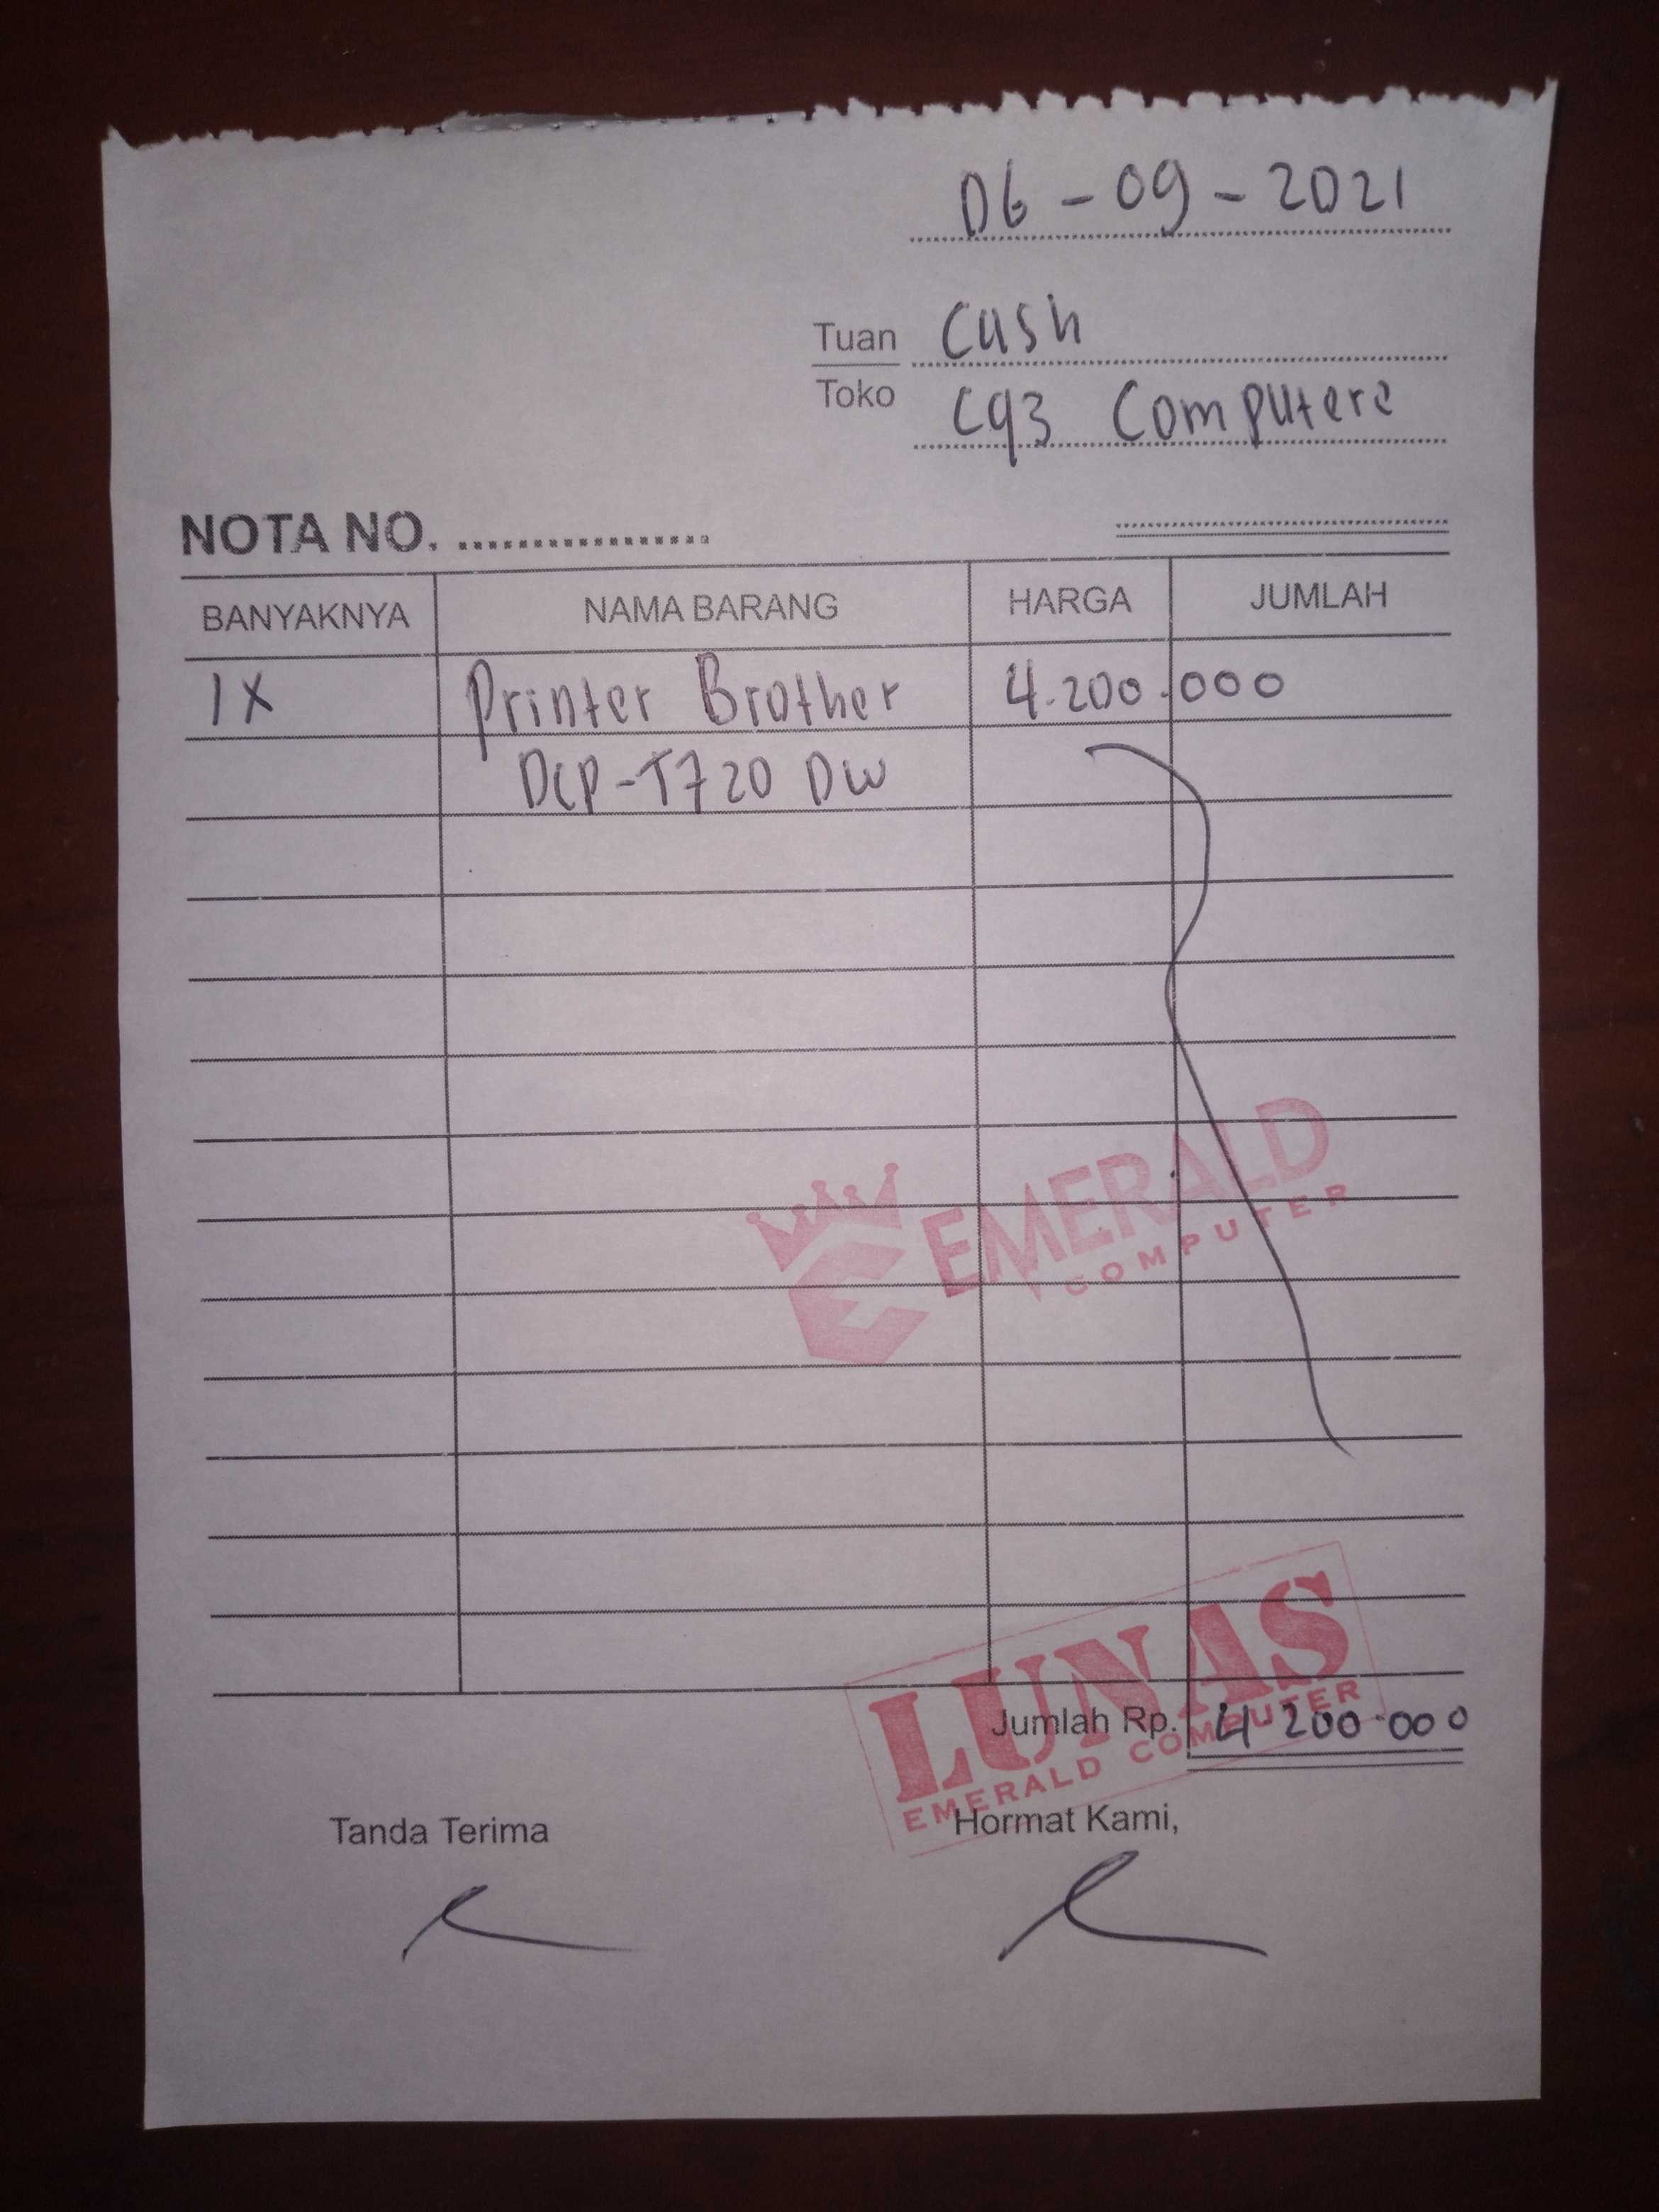 06-09-2021
Tuan Cash
Toko Cq3 Computere
NOTA NO. ..................
BANYAKNYA NAMA BARANG HARGA JUMLAH
1X Printer Brother 4.200.000
DCP-T720 DW
EMERALD
COMPUTER
LUNAS
EMERALD COMPUTER
Jumlah Rp. 4.200.000
Tanda Terima Hormat Kami,